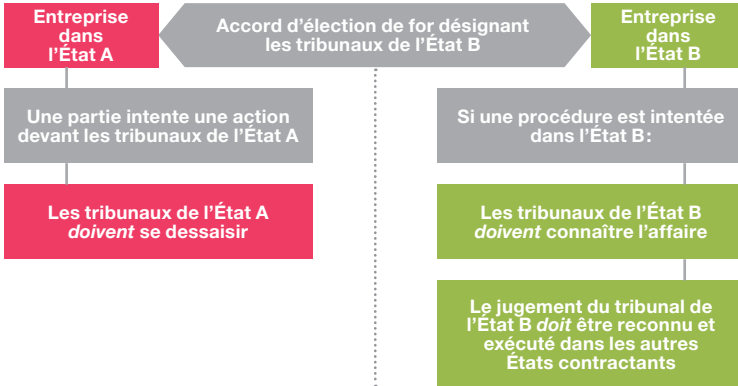 Entreprise
dans
l'État A
Accord d'élection de for désignant
les tribunaux de l'État B
Entreprise
dans
l'État B
Une partie intente une action
devant les tribunaux de l'État A
Les tribunaux de l'État A
doivent se dessaisir
Si une procédure est intentée
dans l'État B:
Les tribunaux de l'État B
doivent connaître l'affaire
Le jugement du tribunal de
l'État B doit être reconnu et
exécuté dans les autres
États contractants